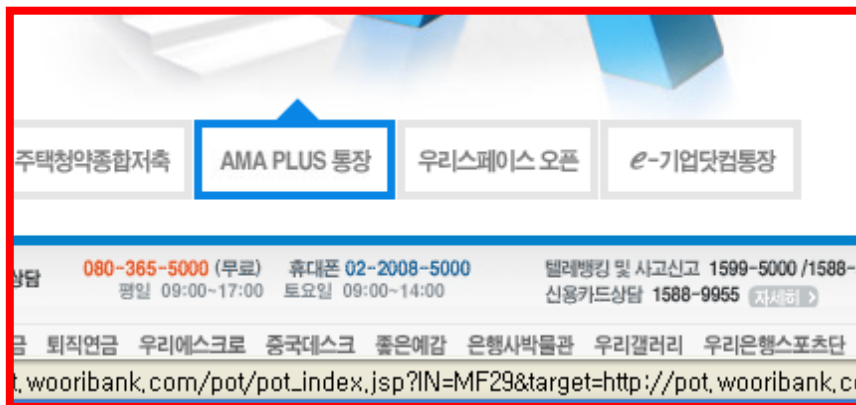 주택청약종합저축 AMA PLUS 통장 우리스페이스 오픈 e-기업닷컴통장
상담 080-365-5000 (무료) 휴대폰 02-2008-5000 텔레뱅킹 및 사고신고 1599-5000 /1588-
평일 09:00~17:00 토요일 09:00~14:00 신용카드상담 1588-9955 자세히
금 퇴직연금 우리에스크로 중국데스크 좋은예감 은행사박물관 우리갤러리 우리은행스포츠단
t.wooribank.com/pot/pot_index.jsp?IN=MF29&target=http://pot.wooribank.co